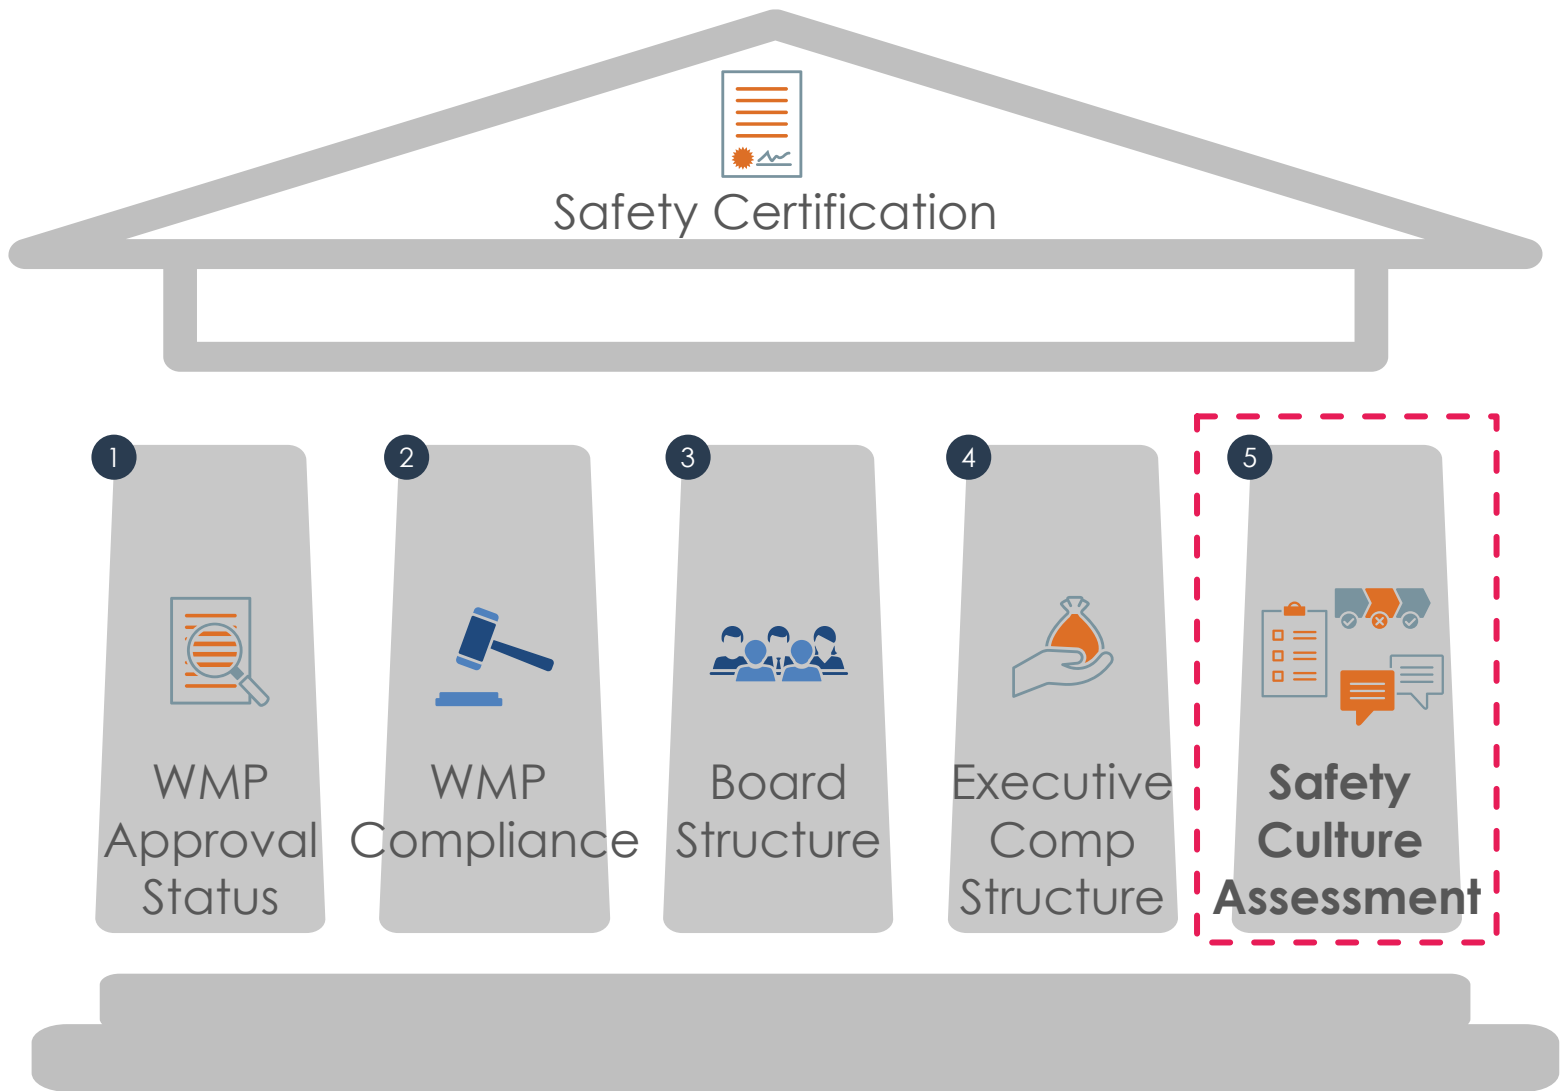 Safety Certification
1
WMP
Approval
Status
2
WMP
Compliance
3
Board
Structure
4
Executive
Comp
Structure
5
Safety
Culture
Assessment